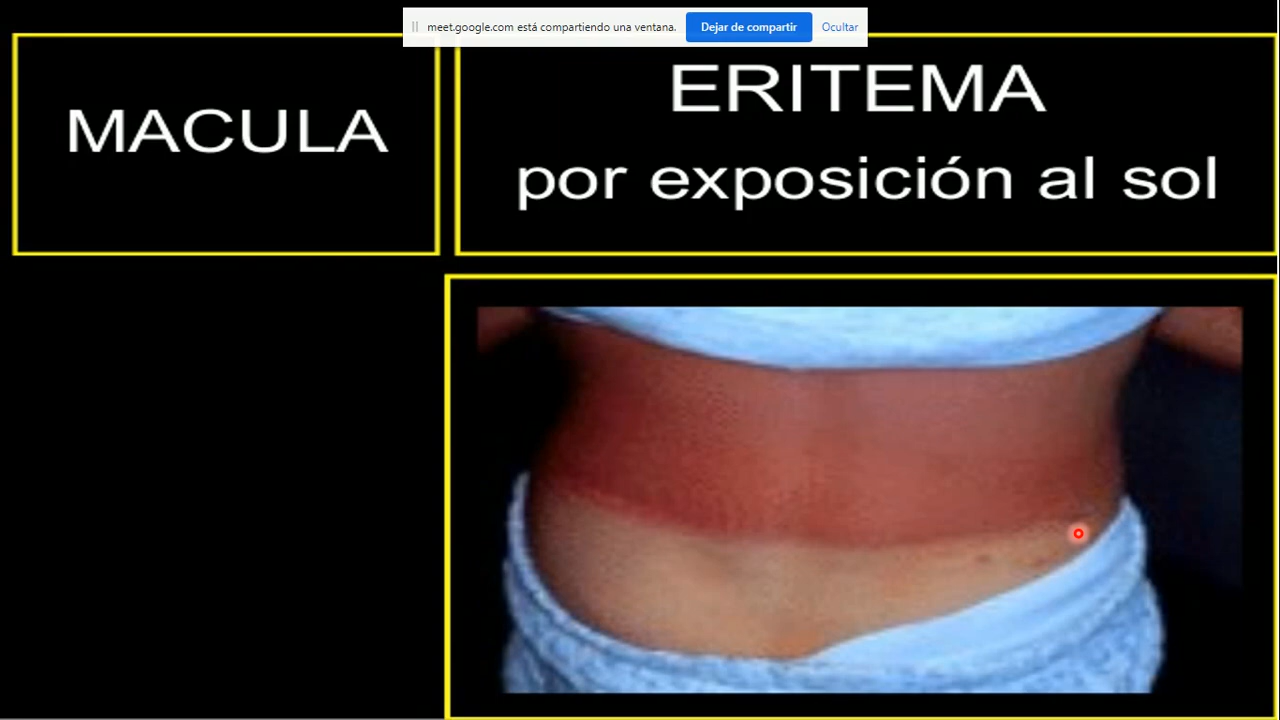 meet.google.com está compartiendo una ventana.
Dejar de compartir
Ocultar
MACULA
ERITEMA
por exposición al sol